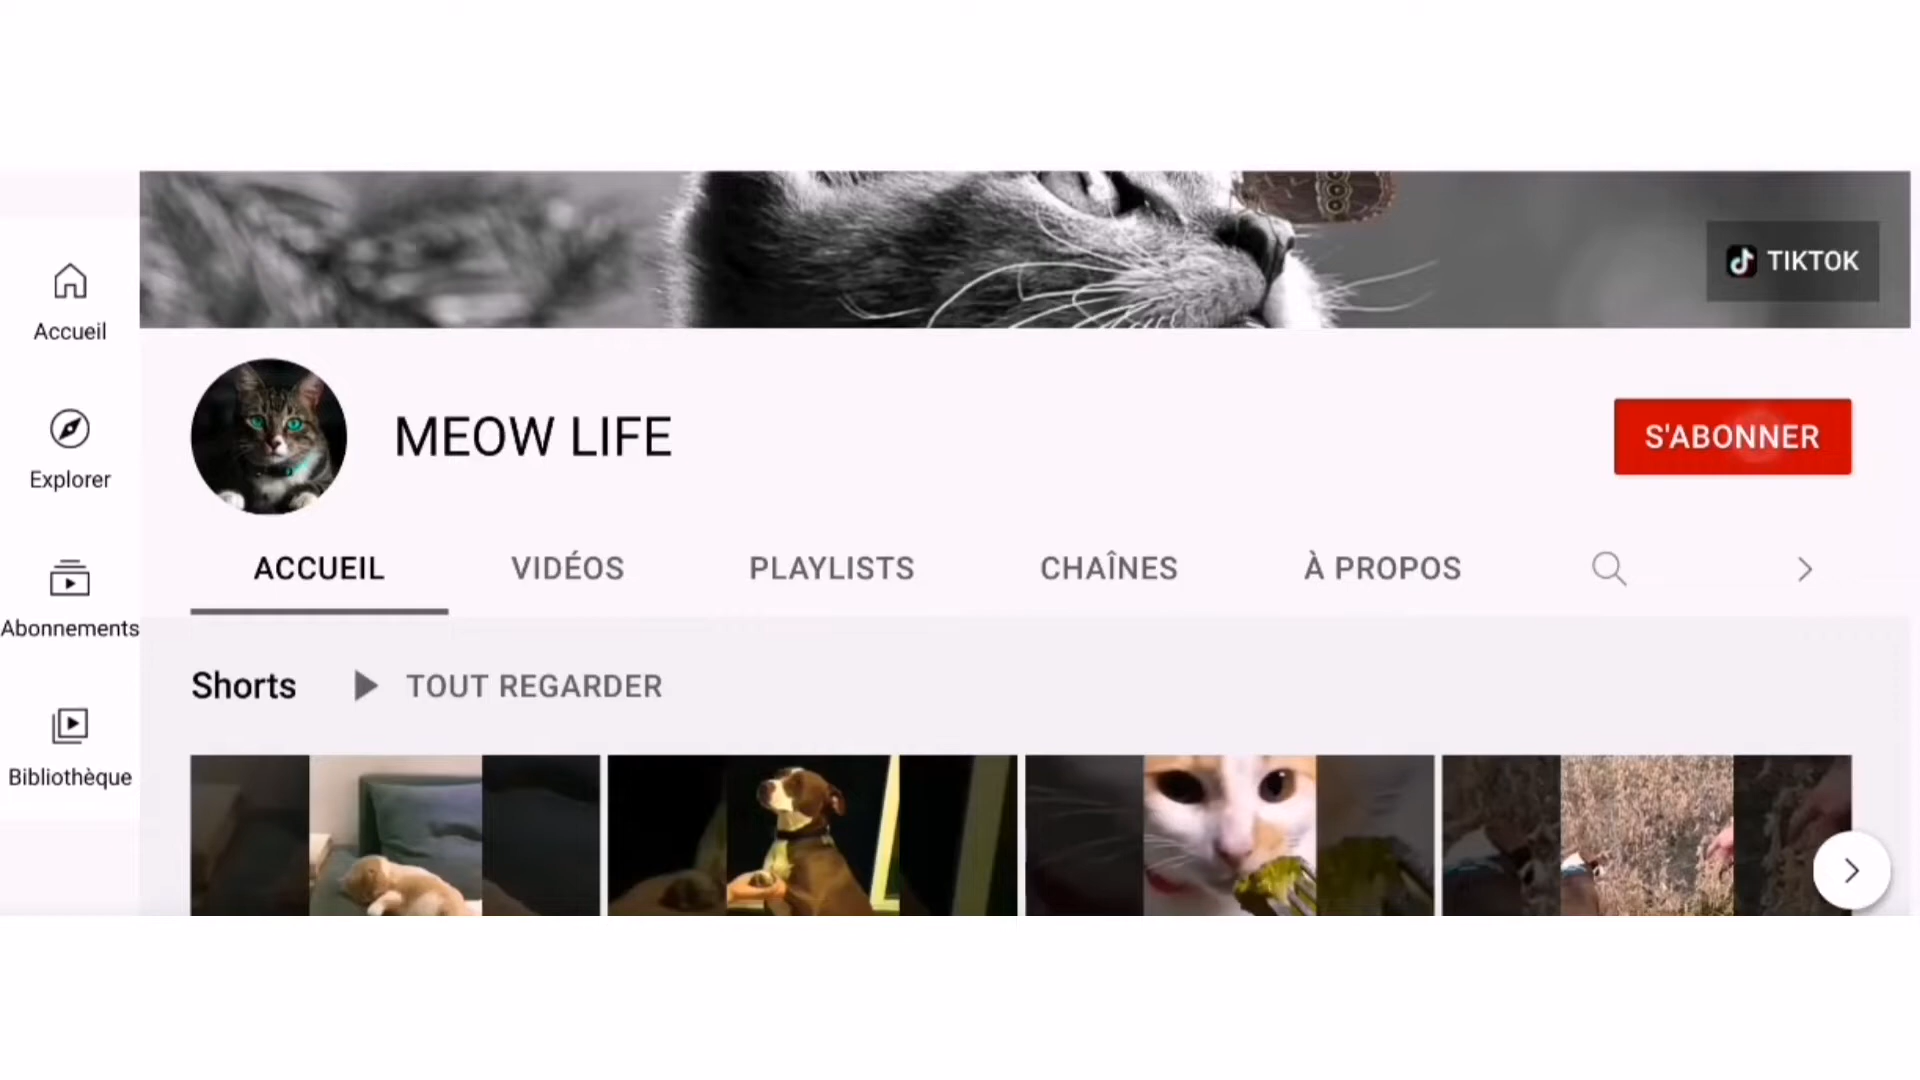 TIKTOK
Accueil
Explorer
Abonnements
Bibliothèque
MEOW LIFE
S'ABONNER
ACCUEIL
VIDÉOS
PLAYLISTS
CHAÎNES
À PROPOS
Shorts
TOUT REGARDER